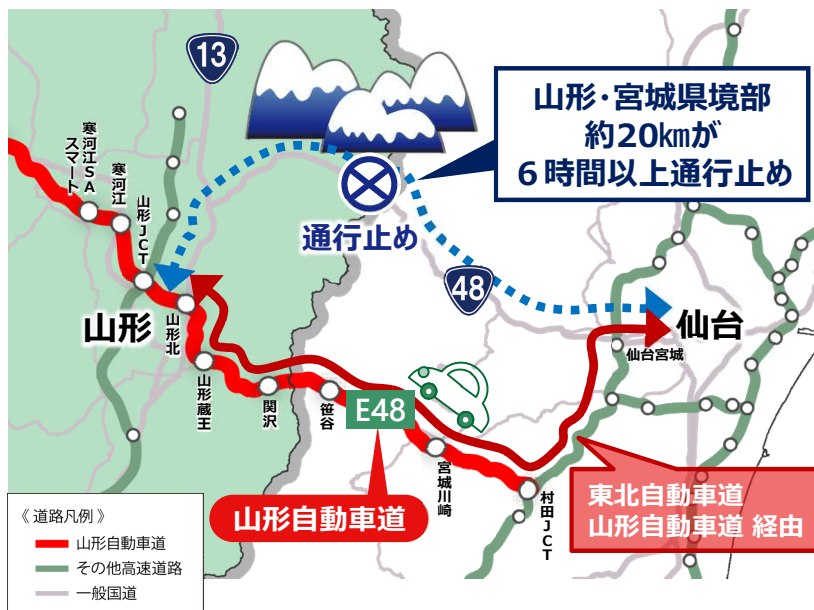 13
山形・宮城県境部
約20㎞が
６時間以上通行止め
寒河江SA
スマート
寒河江
山形JCT
通行止め
48
山形
山形北
仙台
仙台宮城
山形蔵王
関沢
笹谷
E48
宮城川崎
村田JCT
山形自動車道
東北自動車道
山形自動車道 経由
《 道路凡例 》
山形自動車道
その他高速道路
一般国道